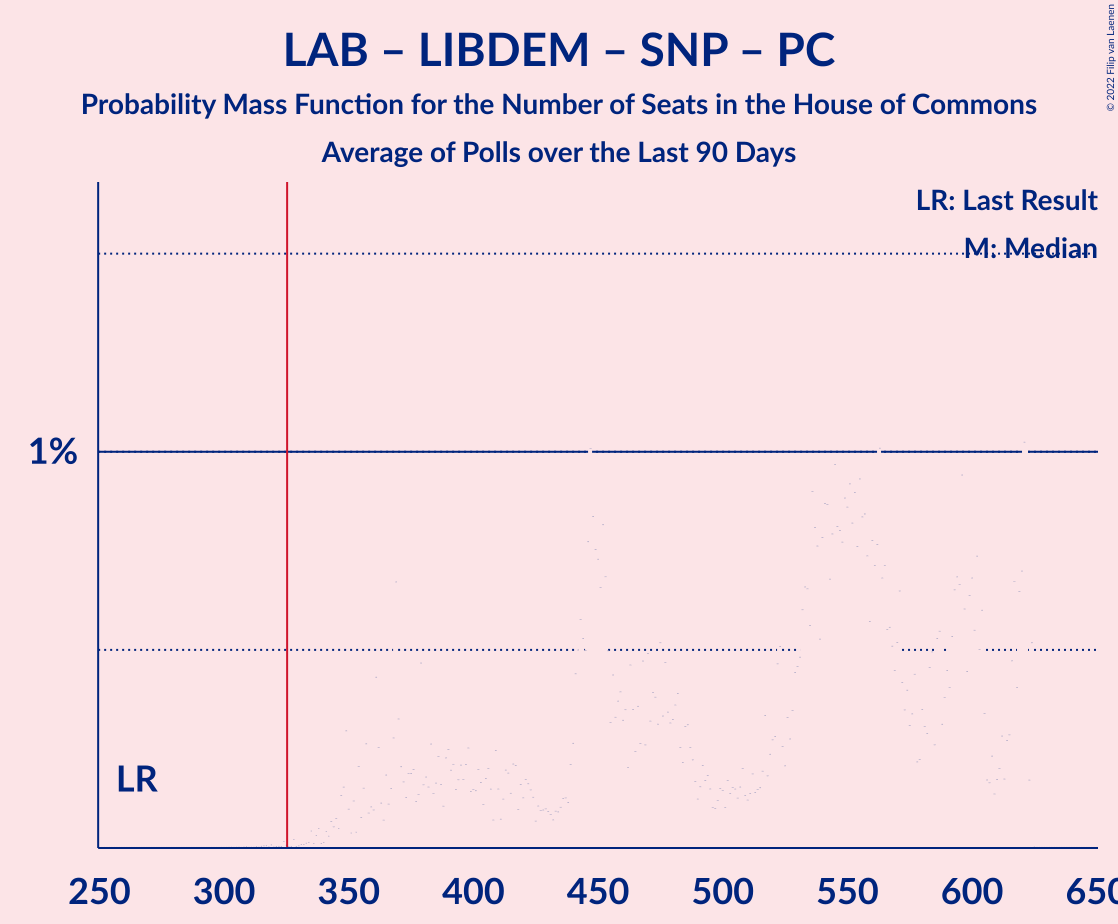 LAB – LIBDEM – SNP – PC
Probability Mass Function for the Number of Seats in the House of Commons
Average of Polls over the Last 90 Days
© 2022 Filip van Laenen
LR: Last Result
M: Median
1%
LR
250 300 350 400 450 500 550 600 650